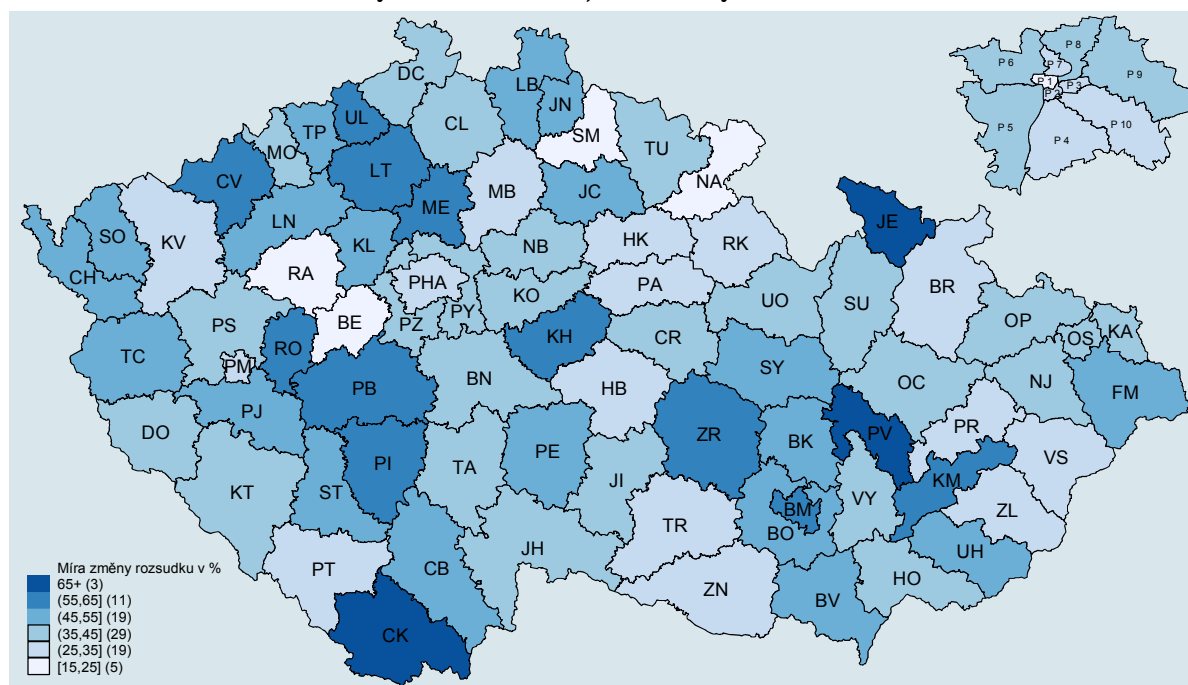 DC
LB
JN
UL
TP
CL
SM
TU
MO
P 8
P 6
P 7
P 9
P 1
P 3
P 2
P 5
P 10
P 4
CV
LT
ME
MB
JC
NA
SO
KV
LN
KL
NB
HK
RK
JE
CH
RA
PHA
KO
PA
BR
BE
PZ
PY
UO
SU
OP
OS
KA
TC
PS
RO
KH
CR
PM
PB
BN
HB
SY
OC
NJ
FM
PJ
DO
ZR
BK
PV
PR
VS
KT
ST
PI
TA
PE
JI
KM
BM
VY
ZL
TR
BO
UH
JH
CB
PT
ZN
BV
HO
CK
Míra změny rozsudku v %
65+ (3)
(55,65] (11)
(45,55] (19)
(35,45] (29)
(25,35] (19)
[15,25] (5)